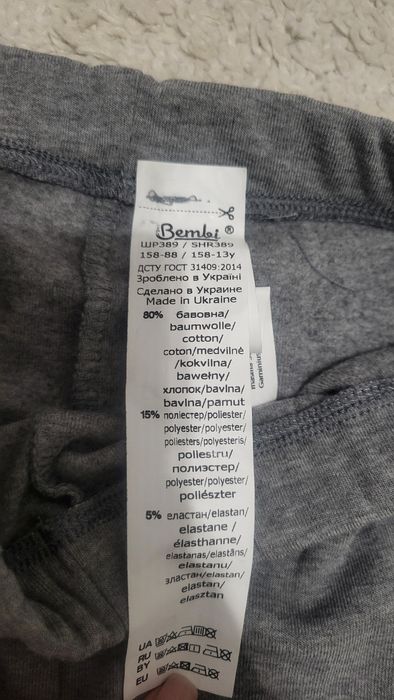 Bembi ®
ШР389 / SHR389
158-88 / 158-13y
ДСТУ ГОСТ 31409:2014
Зроблено в Україні
Сделано в Украине
Made in Ukraine
80% бавовна/
baumwolle/
cotton/
coton/medvilnė
/kokvilna/
bawełny/
хлопок/bavlna/
bavlna/pamut
15% поліестер/poliester/
polyester/polyester/
poliesters/polyesteris/
poliestru/
полиэстер/
polyester/polyester/
poliészter
5% еластан/elastan/
elastane /
élasthanne/
elastanas/elastāns/
elastanu/
эластан/elastan/
elastan/
elasztan
UA
RU
BY
EU